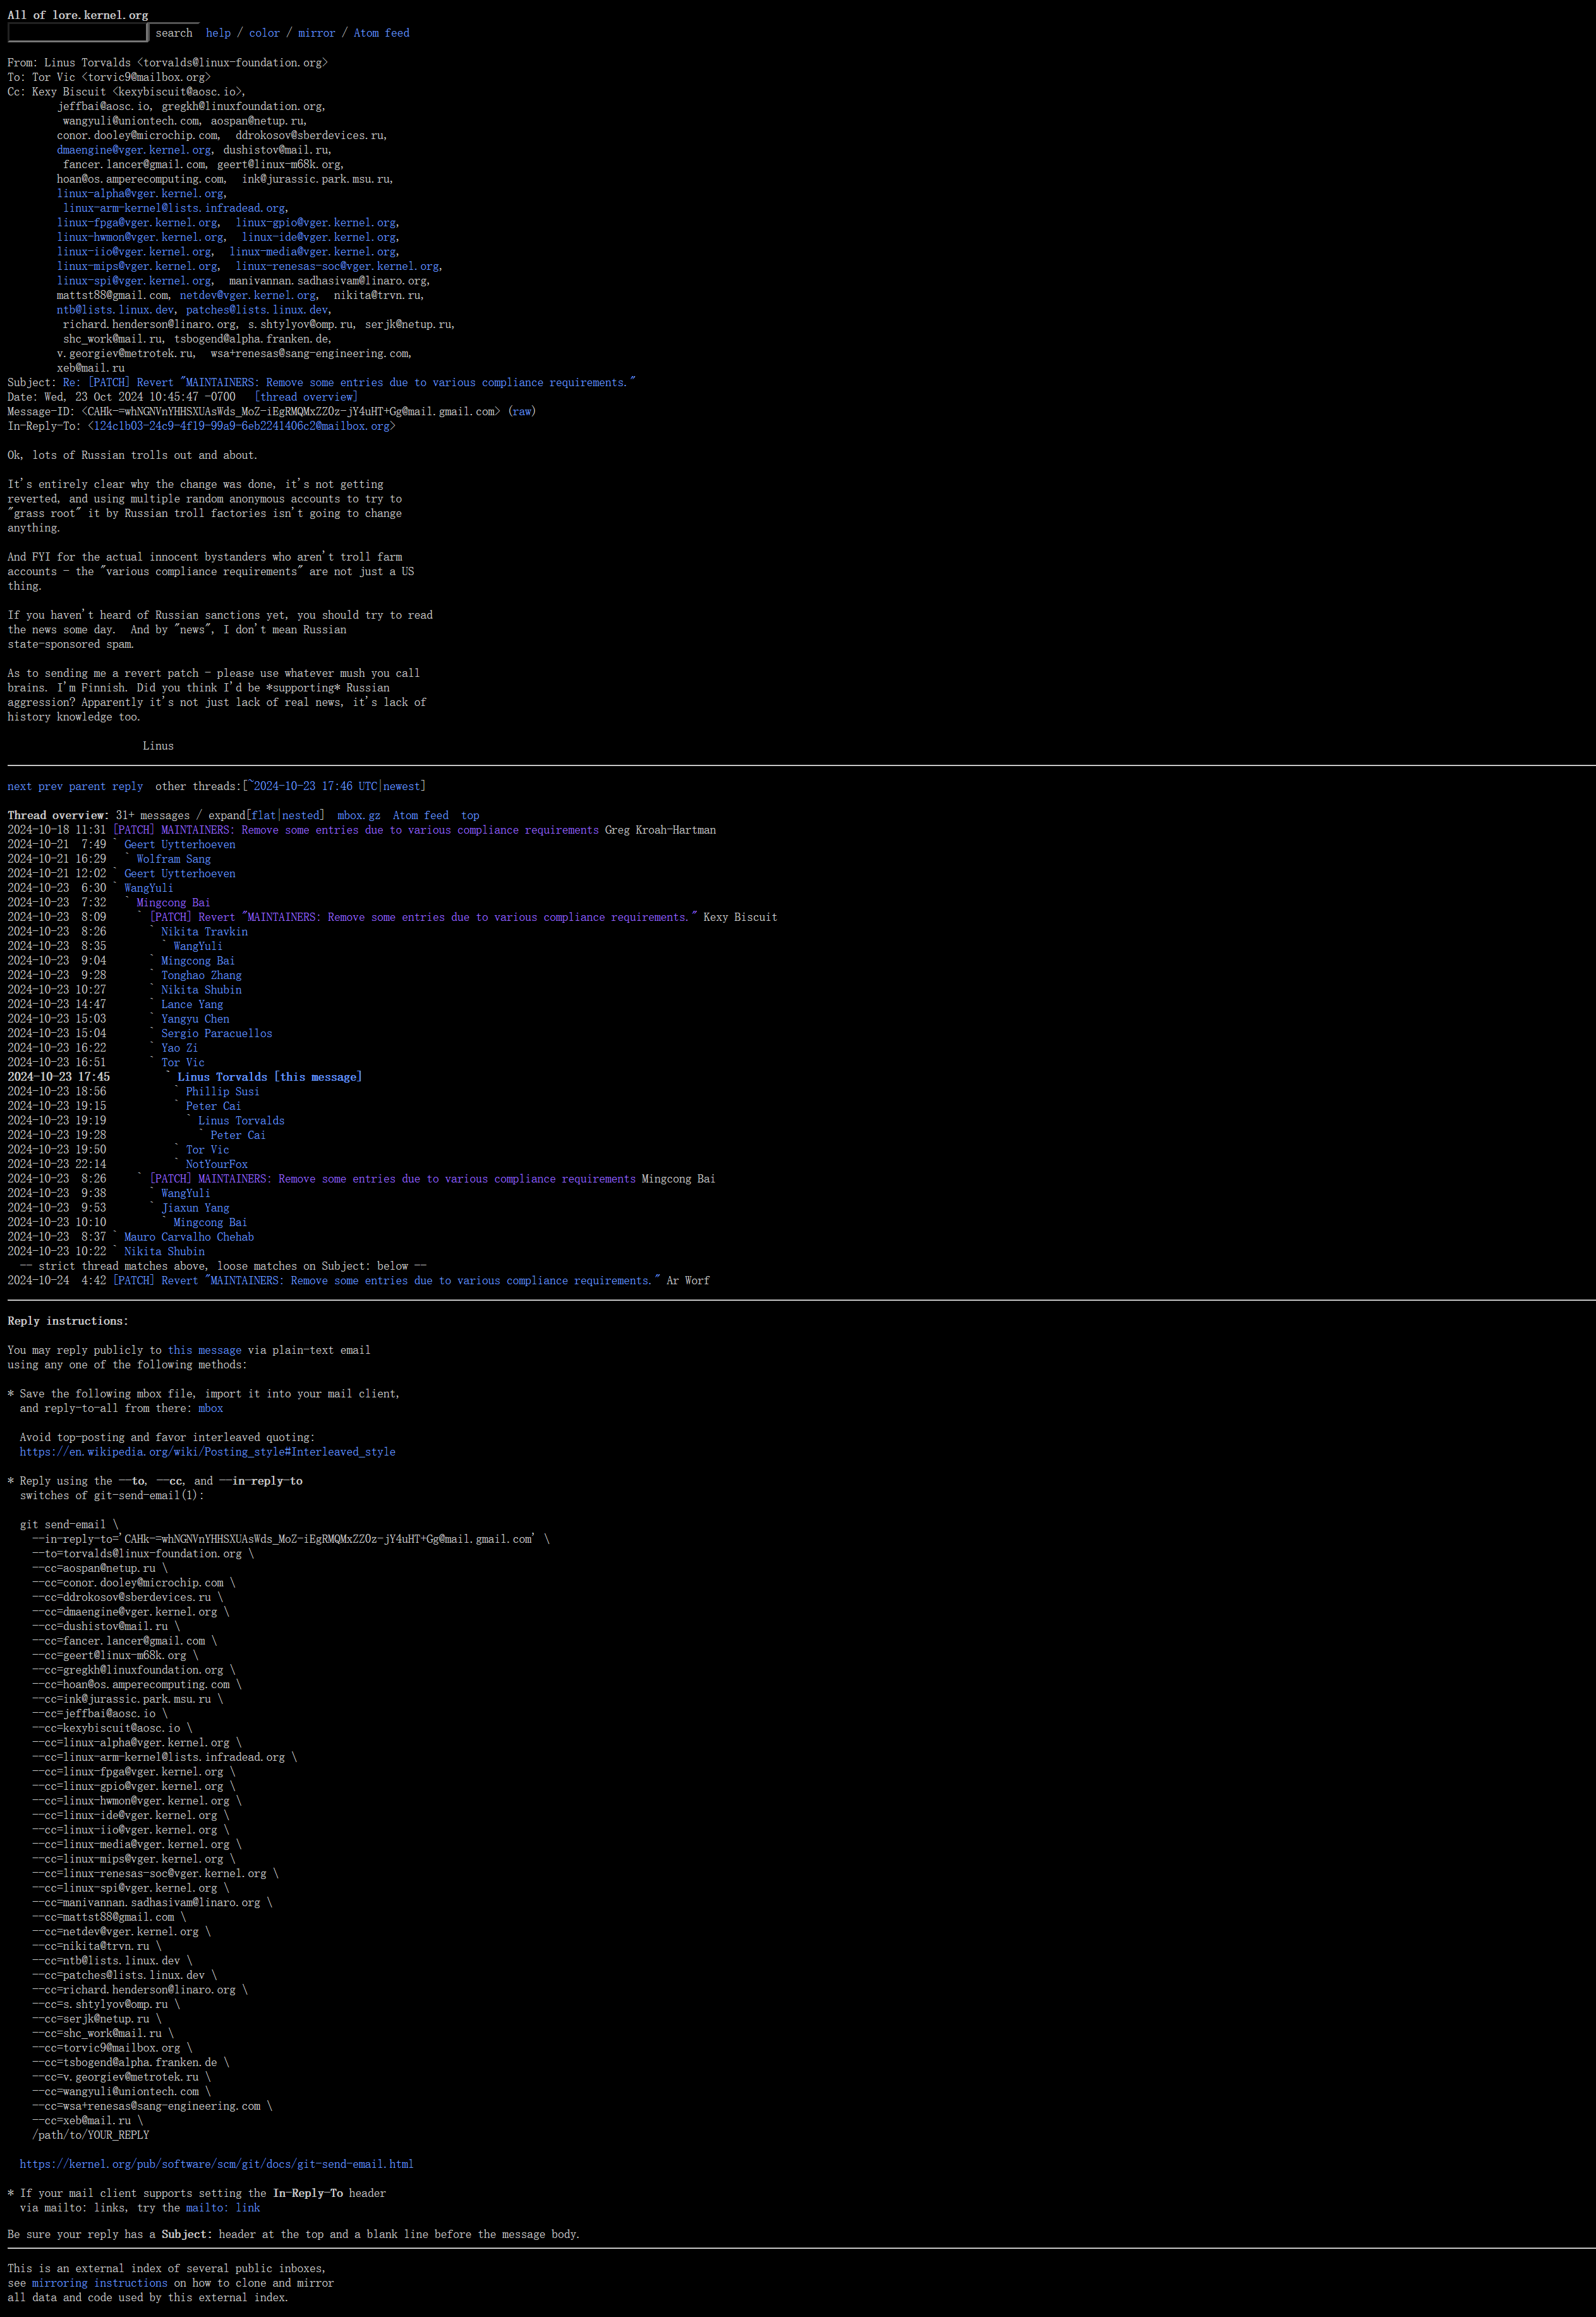 All of lore.kernel.org
search help / color / mirror / Atom feed
From: Linus Torvalds <torvalds@linux-foundation.org>
To: Tor Vic <torvic9@mailbox.org>
Cc: Kexy Biscuit <kexybiscuit@aosc.io>,
jeffbai@aosc.io, gregkh@linuxfoundation.org,
wangyuli@uniontech.com, aospan@netup.ru,
conor.dooley@microchip.com, ddrokosov@sberdevices.ru,
dmaengine@vger.kernel.org, dushistov@mail.ru,
fancer.lancer@gmail.com, geert@linux-m68k.org,
hoan@os.amperecomputing.com, ink@jurassic.park.msu.ru,
linux-alpha@vger.kernel.org,
linux-arm-kernel@lists.infradead.org,
linux-fpga@vger.kernel.org, linux-gpio@vger.kernel.org,
linux-hwmon@vger.kernel.org, linux-ide@vger.kernel.org,
linux-iio@vger.kernel.org, linux-media@vger.kernel.org,
linux-mips@vger.kernel.org, linux-renesas-soc@vger.kernel.org,
linux-spi@vger.kernel.org, manivannan.sadhasivam@linaro.org,
mattst88@gmail.com, netdev@vger.kernel.org, nikita@trvn.ru,
ntb@lists.linux.dev, patches@lists.linux.dev,
richard.henderson@linaro.org, s.shtylyov@omp.ru, serjk@netup.ru,
shc_work@mail.ru, tsbogend@alpha.franken.de,
v.georgiev@metrotek.ru, wsa+renesas@sang-engineering.com,
xeb@mail.ru
Subject: Re: [PATCH] Revert "MAINTAINERS: Remove some entries due to various compliance requirements."
Date: Wed, 23 Oct 2024 10:45:47 -0700 [thread overview]
Message-ID: <CAHk-=whNGNVnYHHSXUAsWds_MoZ-iEgRMQMxZZ0z-jY4uHT+Gg@mail.gmail.com> (raw)
In-Reply-To: <124c1b03-24c9-4f19-99a9-6eb2241406c2@mailbox.org>
Ok, lots of Russian trolls out and about.
It's entirely clear why the change was done, it's not getting
reverted, and using multiple random anonymous accounts to try to
"grass root" it by Russian troll factories isn't going to change
anything.
And FYI for the actual innocent bystanders who aren't troll farm
accounts - the "various compliance requirements" are not just a US
thing.
If you haven't heard of Russian sanctions yet, you should try to read
the news some day. And by "news", I don't mean Russian
state-sponsored spam.
As to sending me a revert patch - please use whatever mush you call
brains. I'm Finnish. Did you think I'd be *supporting* Russian
aggression? Apparently it's not just lack of real news, it's lack of
history knowledge too.
Linus
next prev parent reply other threads:[~2024-10-23 17:46 UTC|newest]
Thread overview: 31+ messages / expand[flat|nested] mbox.gz Atom feed top
2024-10-18 11:31 [PATCH] MAINTAINERS: Remove some entries due to various compliance requirements Greg Kroah-Hartman
2024-10-21 7:49 ` Geert Uytterhoeven
2024-10-21 16:29 ` Wolfram Sang
2024-10-21 12:02 ` Geert Uytterhoeven
2024-10-23 6:30 ` WangYuli
2024-10-23 7:32 ` Mingcong Bai
2024-10-23 8:09 ` [PATCH] Revert "MAINTAINERS: Remove some entries due to various compliance requirements." Kexy Biscuit
2024-10-23 8:26 ` Nikita Travkin
2024-10-23 8:35 ` WangYuli
2024-10-23 9:04 ` Mingcong Bai
2024-10-23 9:28 ` Tonghao Zhang
2024-10-23 10:27 ` Nikita Shubin
2024-10-23 14:47 ` Lance Yang
2024-10-23 15:03 ` Yangyu Chen
2024-10-23 15:04 ` Sergio Paracuellos
2024-10-23 16:22 ` Yao Zi
2024-10-23 16:51 ` Tor Vic
2024-10-23 17:45 ` Linus Torvalds [this message]
2024-10-23 18:56 ` Phillip Susi
2024-10-23 19:15 ` Peter Cai
2024-10-23 19:19 ` Linus Torvalds
2024-10-23 19:28 ` Peter Cai
2024-10-23 19:50 ` Tor Vic
2024-10-23 22:14 ` NotYourFox
2024-10-23 8:26 ` [PATCH] MAINTAINERS: Remove some entries due to various compliance requirements Mingcong Bai
2024-10-23 9:38 ` WangYuli
2024-10-23 9:53 ` Jiaxun Yang
2024-10-23 10:10 ` Mingcong Bai
2024-10-23 8:37 ` Mauro Carvalho Chehab
2024-10-23 10:22 ` Nikita Shubin
-- strict thread matches above, loose matches on Subject: below --
2024-10-24 4:42 [PATCH] Revert "MAINTAINERS: Remove some entries due to various compliance requirements." Ar Worf
Reply instructions:
You may reply publicly to this message via plain-text email
using any one of the following methods:
* Save the following mbox file, import it into your mail client,
and reply-to-all from there: mbox
Avoid top-posting and favor interleaved quoting:
https://en.wikipedia.org/wiki/Posting_style#Interleaved_style
* Reply using the --to, --cc, and --in-reply-to
switches of git-send-email(1):
git send-email \
--in-reply-to='CAHk-=whNGNVnYHHSXUAsWds_MoZ-iEgRMQMxZZ0z-jY4uHT+Gg@mail.gmail.com' \
--to=torvalds@linux-foundation.org \
--cc=aospan@netup.ru \
--cc=conor.dooley@microchip.com \
--cc=ddrokosov@sberdevices.ru \
--cc=dmaengine@vger.kernel.org \
--cc=dushistov@mail.ru \
--cc=fancer.lancer@gmail.com \
--cc=geert@linux-m68k.org \
--cc=gregkh@linuxfoundation.org \
--cc=hoan@os.amperecomputing.com \
--cc=ink@jurassic.park.msu.ru \
--cc=jeffbai@aosc.io \
--cc=kexybiscuit@aosc.io \
--cc=linux-alpha@vger.kernel.org \
--cc=linux-arm-kernel@lists.infradead.org \
--cc=linux-fpga@vger.kernel.org \
--cc=linux-gpio@vger.kernel.org \
--cc=linux-hwmon@vger.kernel.org \
--cc=linux-ide@vger.kernel.org \
--cc=linux-iio@vger.kernel.org \
--cc=linux-media@vger.kernel.org \
--cc=linux-mips@vger.kernel.org \
--cc=linux-renesas-soc@vger.kernel.org \
--cc=linux-spi@vger.kernel.org \
--cc=manivannan.sadhasivam@linaro.org \
--cc=mattst88@gmail.com \
--cc=netdev@vger.kernel.org \
--cc=nikita@trvn.ru \
--cc=ntb@lists.linux.dev \
--cc=patches@lists.linux.dev \
--cc=richard.henderson@linaro.org \
--cc=s.shtylyov@omp.ru \
--cc=serjk@netup.ru \
--cc=shc_work@mail.ru \
--cc=torvic9@mailbox.org \
--cc=tsbogend@alpha.franken.de \
--cc=v.georgiev@metrotek.ru \
--cc=wangyuli@uniontech.com \
--cc=wsa+renesas@sang-engineering.com \
--cc=xeb@mail.ru \
/path/to/YOUR_REPLY
https://kernel.org/pub/software/scm/git/docs/git-send-email.html
* If your mail client supports setting the In-Reply-To header
via mailto: links, try the mailto: link
Be sure your reply has a Subject: header at the top and a blank line before the message body.
This is an external index of several public inboxes,
see mirroring instructions on how to clone and mirror
all data and code used by this external index.